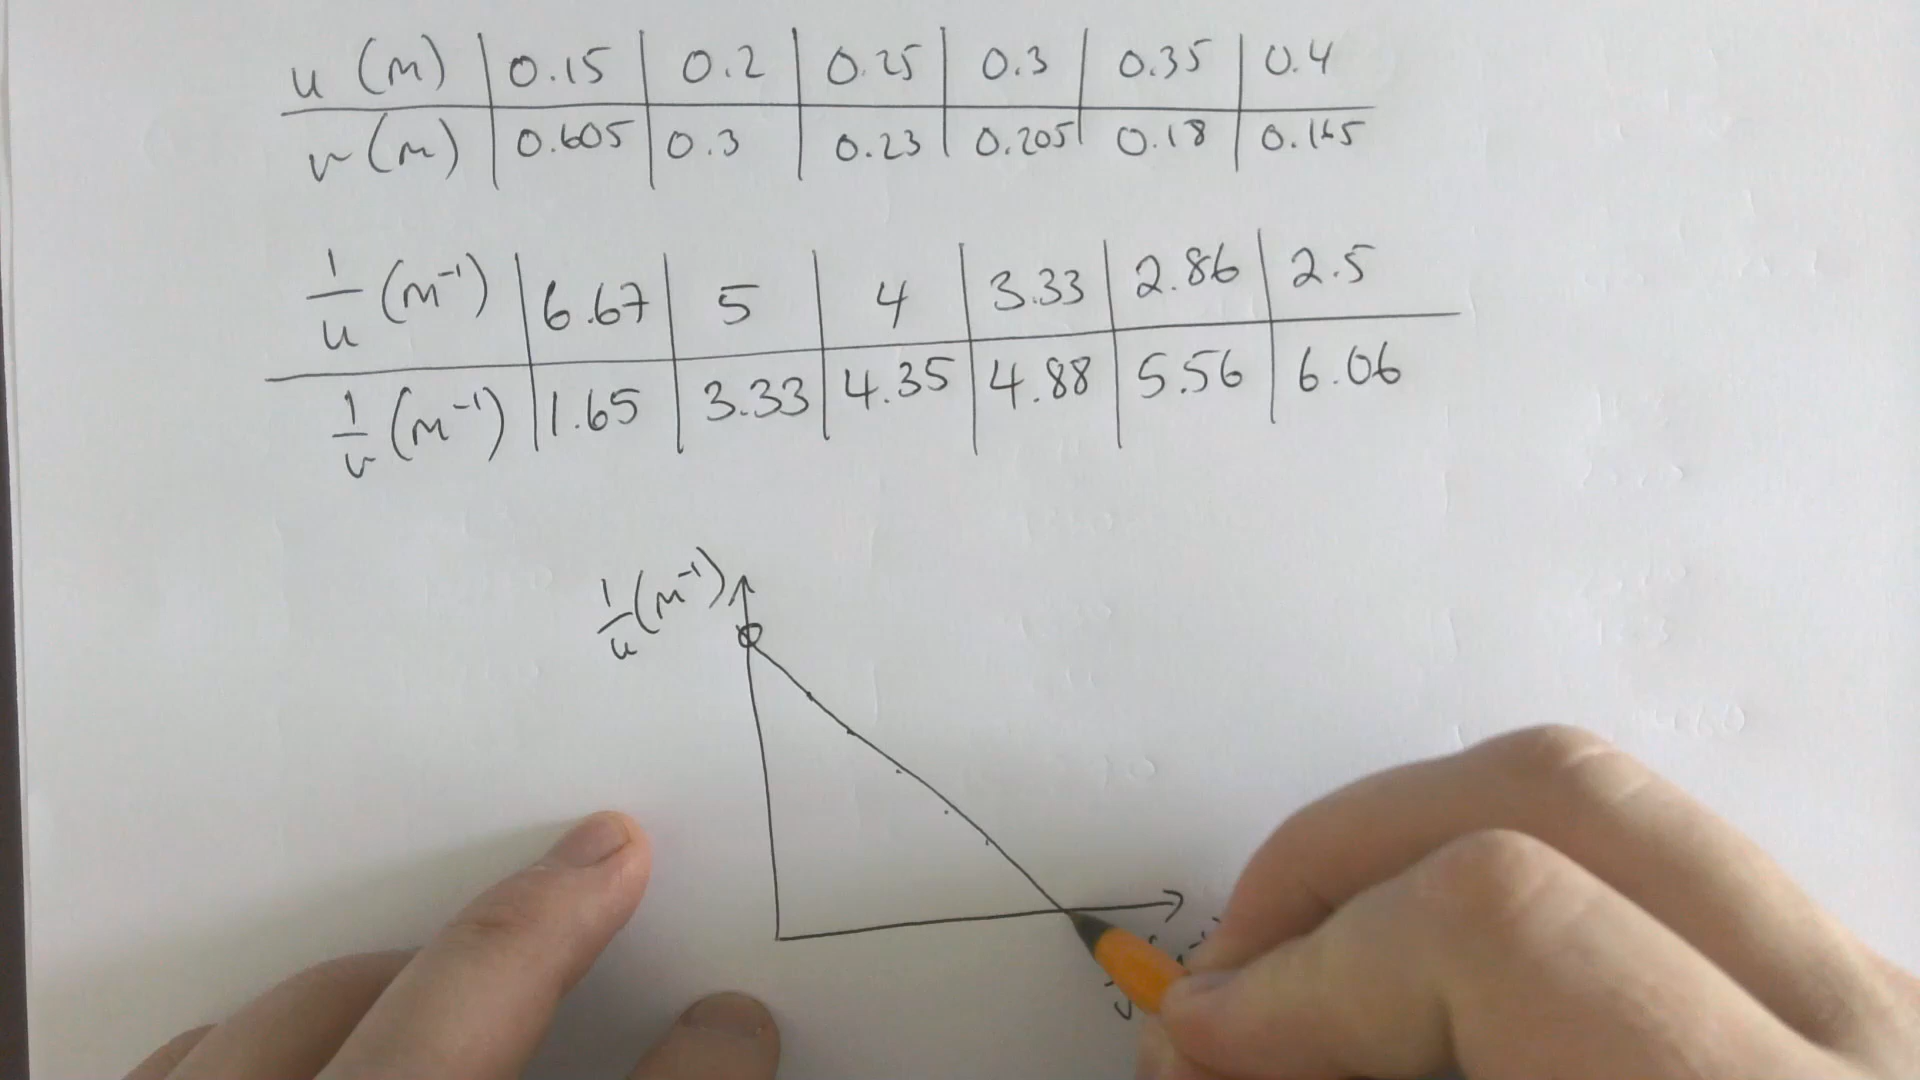 u (m) | 0.15 | 0.2 | 0.25 | 0.3 | 0.35 | 0.4
v (m) | 0.605 | 0.3 | 0.23 | 0.205 | 0.18 | 0.165
1/u (m⁻¹) | 6.67 | 5 | 4 | 3.33 | 2.86 | 2.5
1/v (m⁻¹) | 1.65 | 3.33 | 4.35 | 4.88 | 5.56 | 6.06
1/u (m⁻¹)